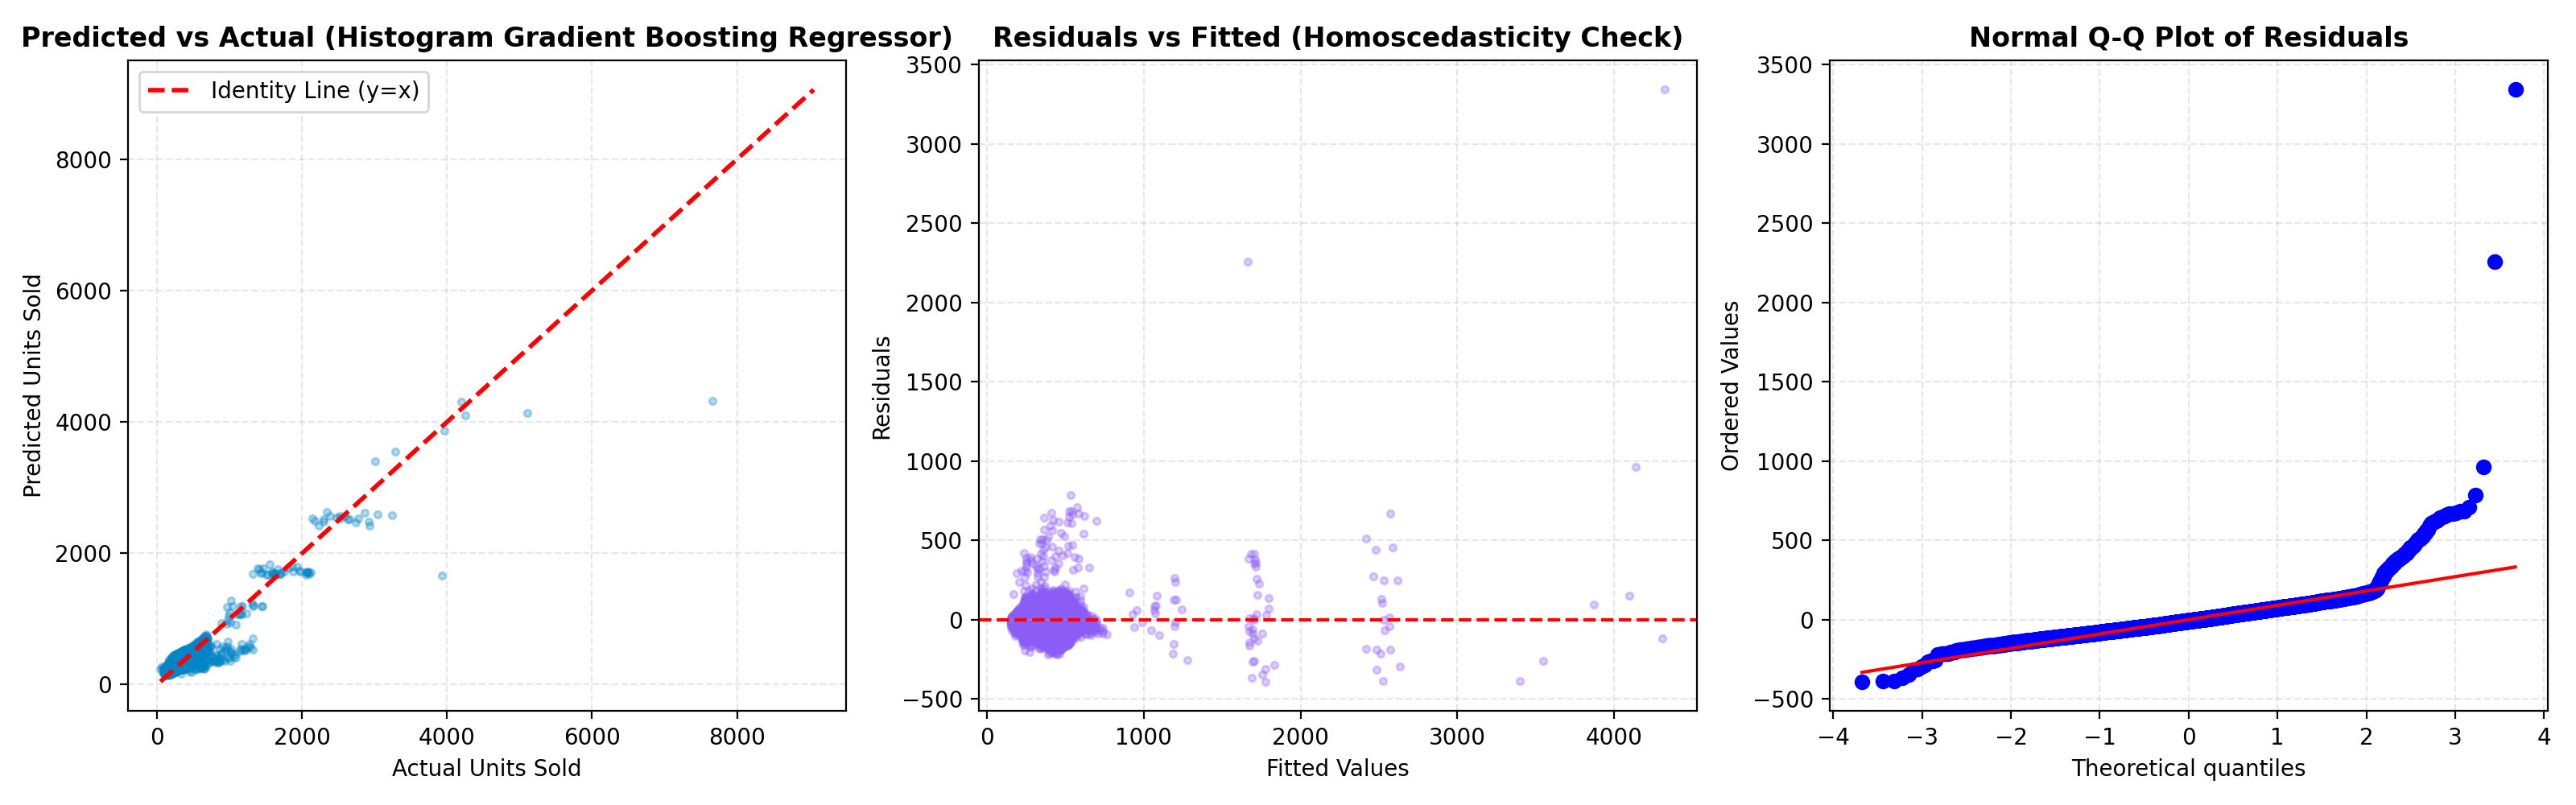 Predicted vs Actual (Histogram Gradient Boosting Regressor)
Identity Line (y=x)
Predicted Units Sold
8000
6000
4000
2000
0
0 2000 4000 6000 8000
Actual Units Sold
Residuals vs Fitted (Homoscedasticity Check)
Residuals
3500
3000
2500
2000
1500
1000
500
0
−500
0 1000 2000 3000 4000
Fitted Values
Normal Q-Q Plot of Residuals
Ordered Values
3500
3000
2500
2000
1500
1000
500
0
−500
−4 −3 −2 −1 0 1 2 3 4
Theoretical quantiles